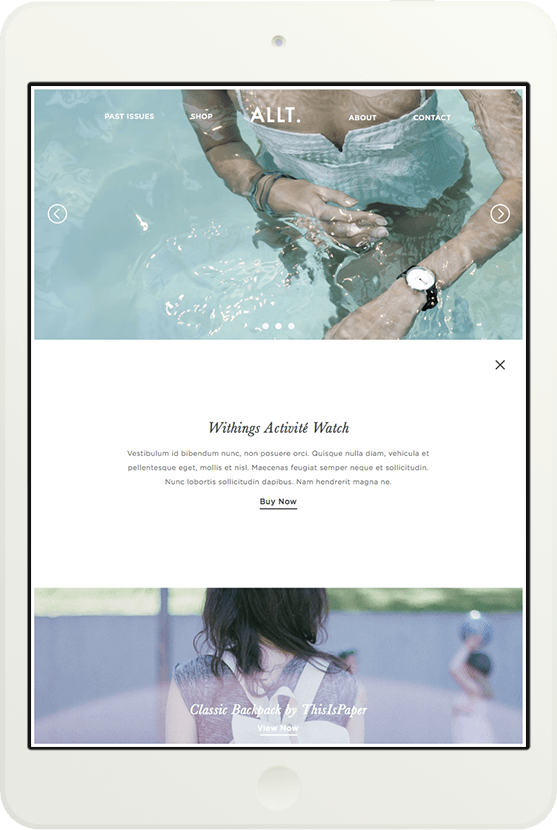 PAST ISSUES SHOP ALLT. ABOUT CONTACT
Withings Activité Watch
Vestibulum id bibendum nunc, non posuere orci. Quisque nulla diam, vehicula et
pellentesque eget, mollis et nisl. Maecenas feugiat semper neque et sollicitudin.
Nunc lobortis sollicitudin dapibus. Nam hendrerit magna ne.
Buy Now
Classic Backpack by ThisIsPaper
View Now